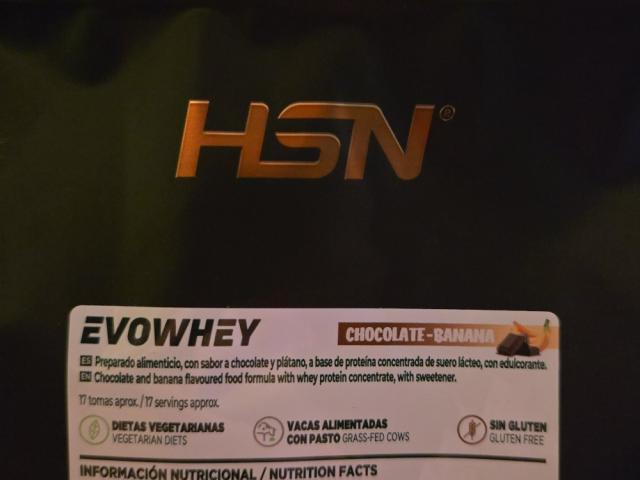 HSN®
EVOWHEY
CHOCOLATE-BANANA
ES Preparado alimenticio, con sabor a chocolate y plátano, a base de proteína concentrada de suero lácteo, con edulcorante.
EN Chocolate and banana flavoured food formula with whey protein concentrate, with sweetener.
17 tomas aprox. / 17 servings approx.
DIETAS VEGETARIANAS
VEGETARIAN DIETS
VACAS ALIMENTADAS
CON PASTO GRASS-FED COWS
SIN GLUTEN
GLUTEN FREE
INFORMACIÓN NUTRICIONAL / NUTRITION FACTS